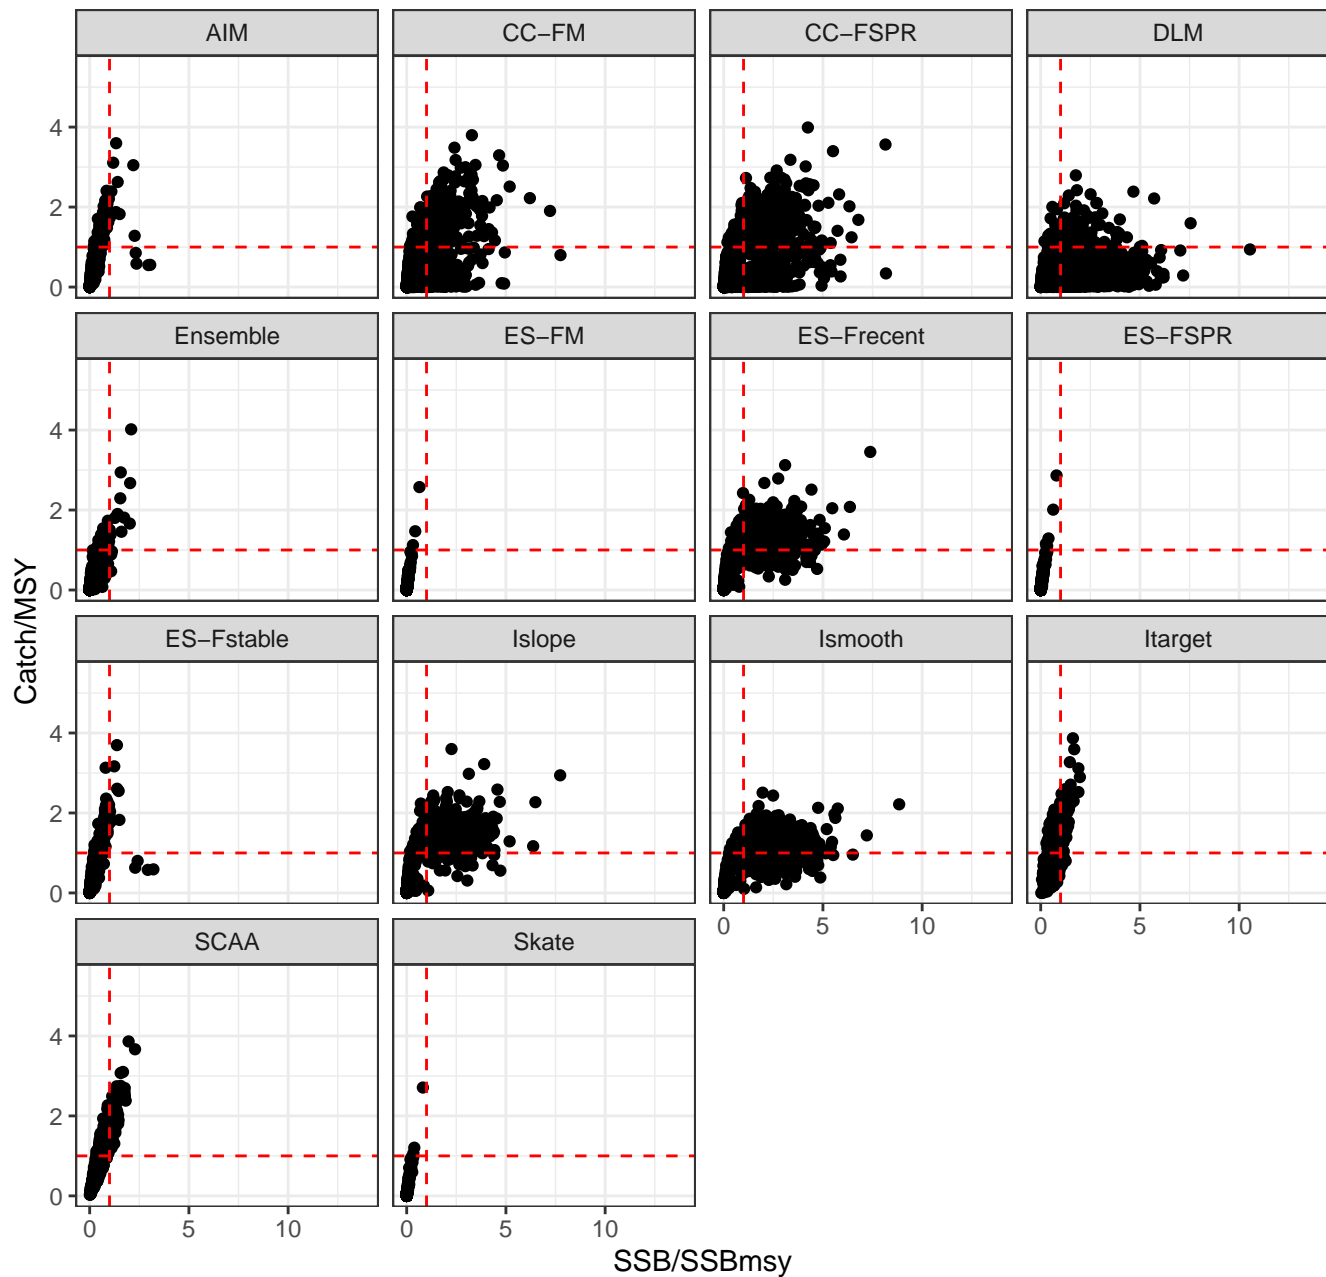 AIM CC−FM CC−FSPR DLM
4
2
0
Ensemble ES−FM ES−Frecent ES−FSPR
4
2
0
ES−Fstable Islope Ismooth Itarget
4
2
0
0 5 10 0 5 10
SCAA Skate
4
2
0
0 5 10 0 5 10
SSB/SSBmsy
Catch/MSY